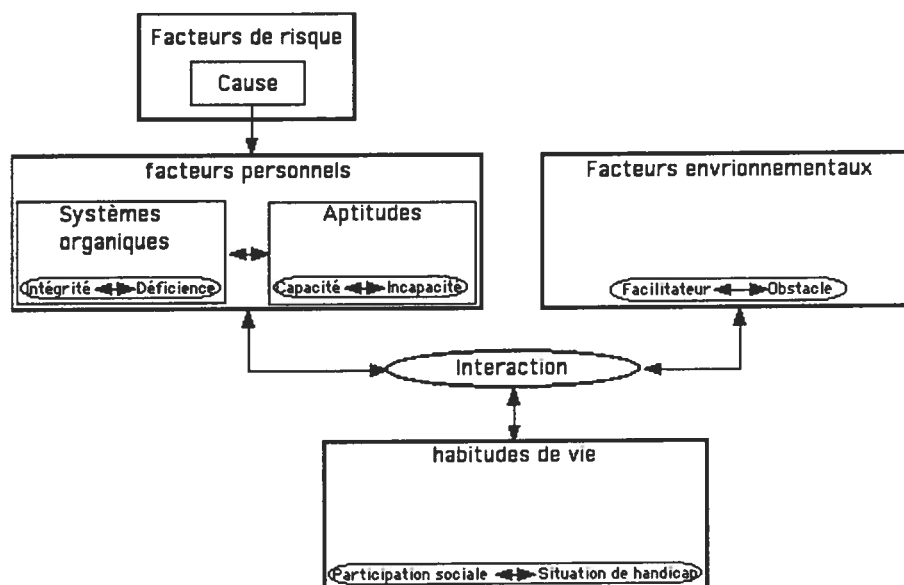 Facteurs de risque
Cause
facteurs personnels
Systèmes
organiques
Intégrité Déficience
Aptitudes
Capacité Incapacité
Facteurs envrionnementaux
Facilitateur Obstacle
Interaction
habitudes de vie
Participation sociale Situation de handicap